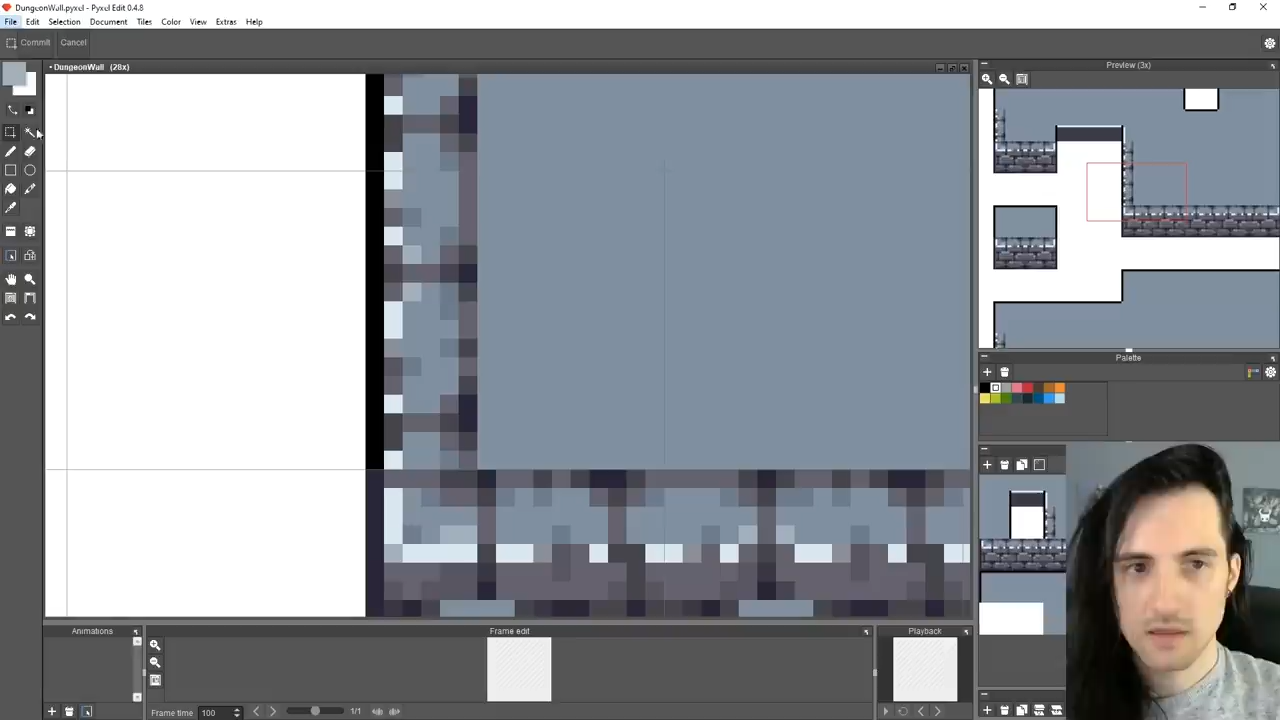 DungeonWall.pyxel - Pyxel Edit 0.4.8
File Edit Selection Document Tiles Color View Extras Help
Commit Cancel
• DungeonWall (28x)
Preview (3x)
Palette
Animations
Frame edit
Playback
Frame time 100
1/1